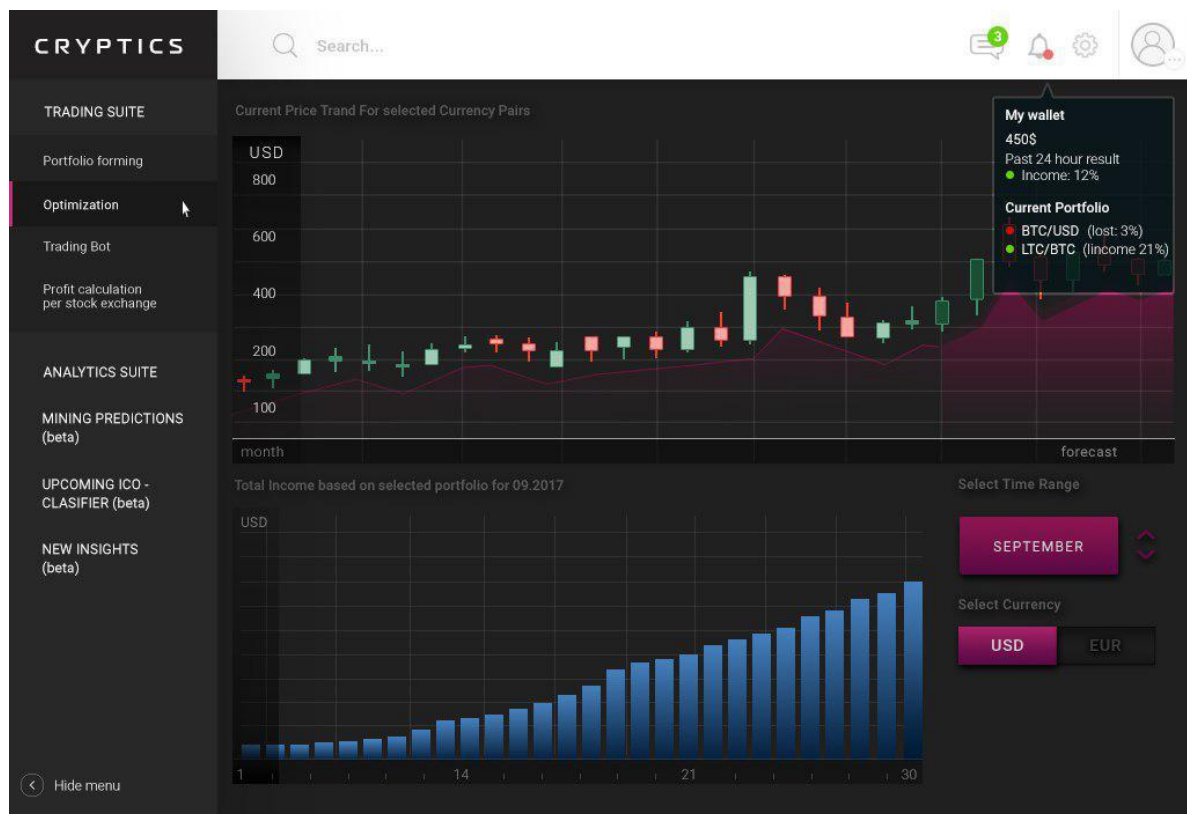 CRYPTICS
Search...
3
TRADING SUITE
Portfolio forming
Optimization
Trading Bot
Profit calculation
per stock exchange
ANALYTICS SUITE
MINING PREDICTIONS
(beta)
UPCOMING ICO -
CLASIFIER (beta)
NEW INSIGHTS
(beta)
Hide menu
Current Price Trand For selected Currency Pairs
USD
800
600
400
200
100
month
forecast
My wallet
450$
Past 24 hour result
Income: 12%
Current Portfolio
BTC/USD (lost: 3%)
LTC/BTC (lincome 21%)
Total Income based on selected portfolio for 09.2017
USD
1
14
21
30
Select Time Range
SEPTEMBER
Select Currency
USD
EUR